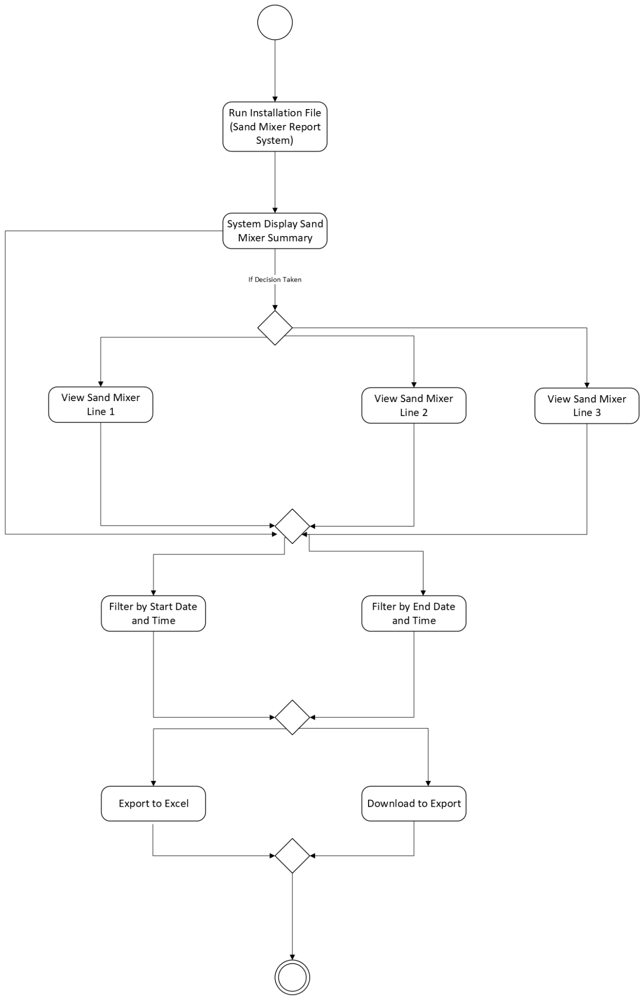 Run Installation File
(Sand Mixer Report
System)
System Display Sand
Mixer Summary
If Decision Taken
View Sand Mixer
Line 1
View Sand Mixer
Line 2
View Sand Mixer
Line 3
Filter by Start Date
and Time
Filter by End Date
and Time
Export to Excel
Download to Export